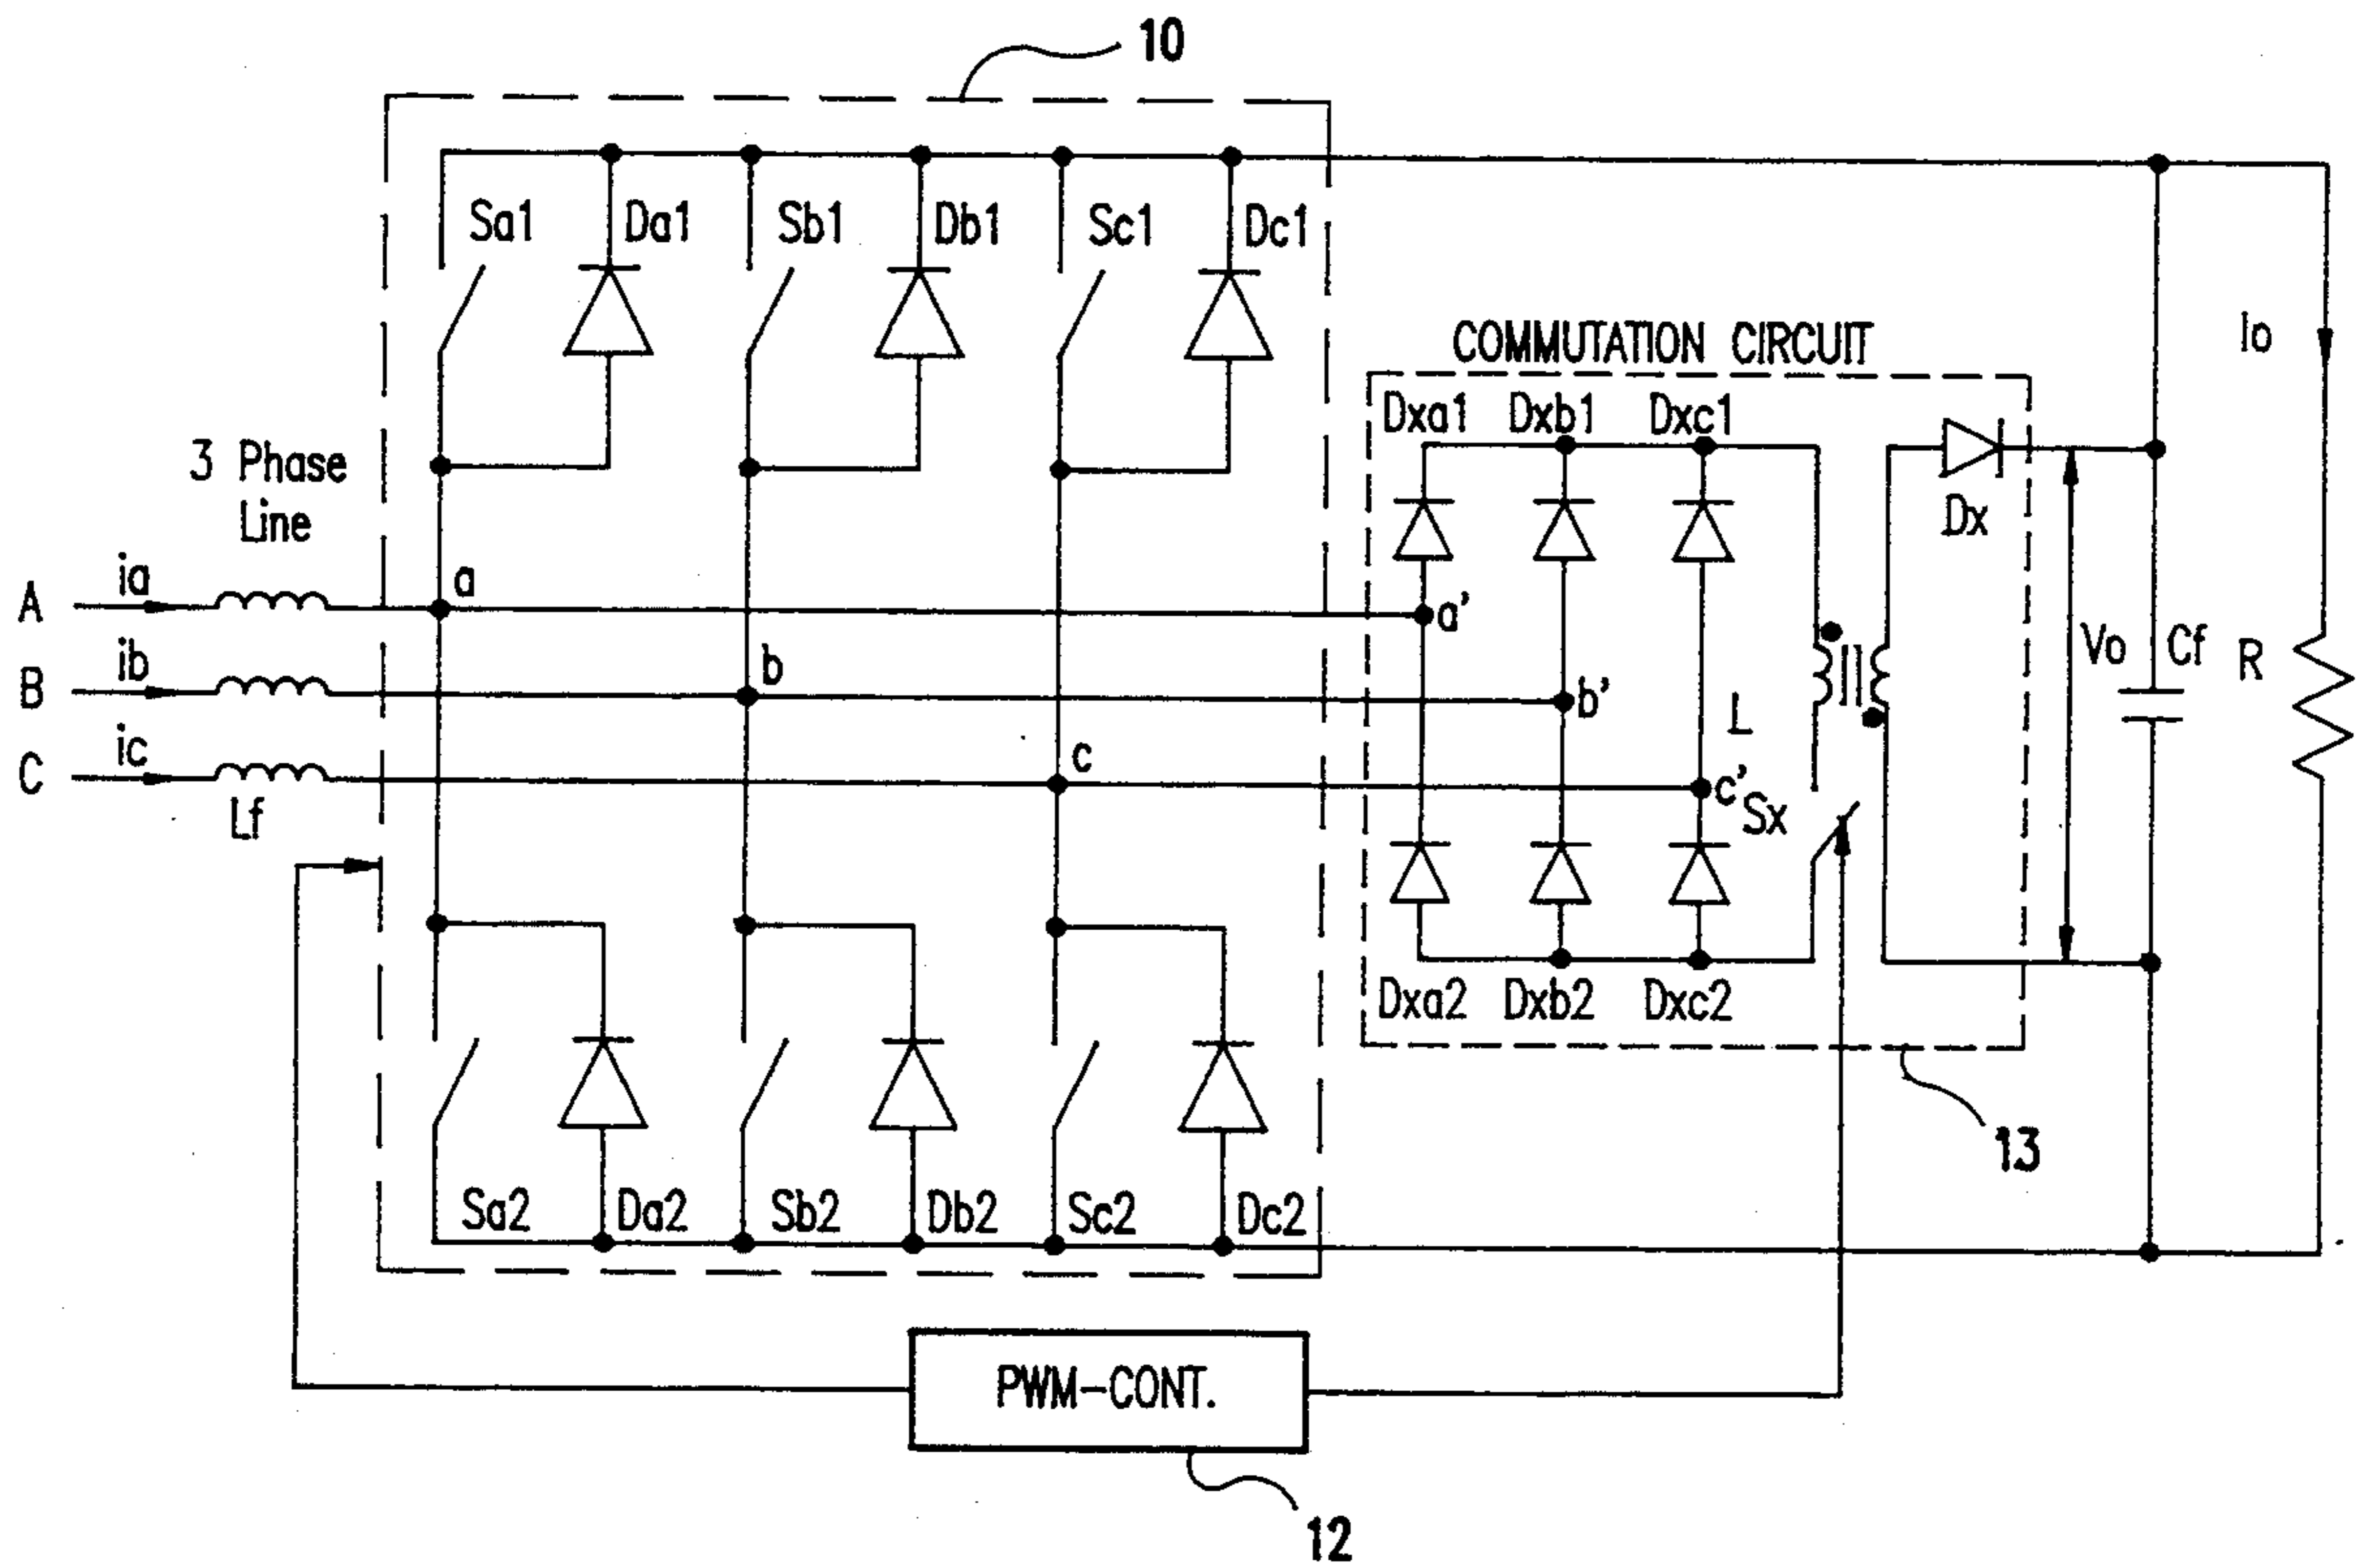 10
Sa1 Da1 Sb1 Db1 Sc1 Dc1
COMMUTATION CIRCUIT
Io
Dxa1 Dxb1 Dxc1
3 Phase
Line
Dx
A ia a a'
B ib b b' L Vo Cf R
C ic c c' Sx
Lf
Dxa2 Dxb2 Dxc2
13
Sa2 Da2 Sb2 Db2 Sc2 Dc2
PWM-CONT.
12